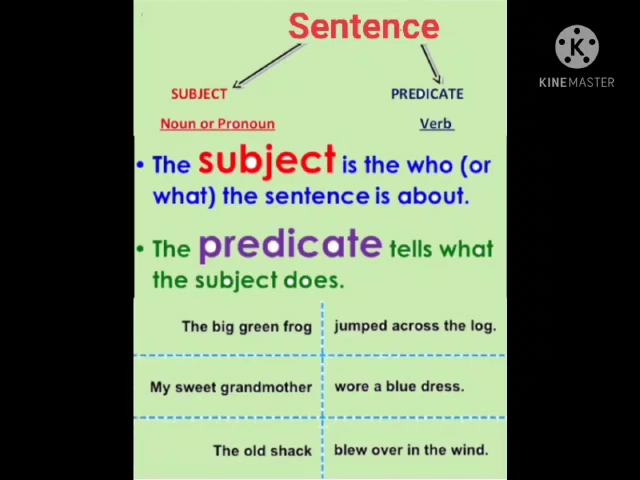 Sentence
KINEMASTER
SUBJECT
PREDICATE
Noun or Pronoun
Verb
• The subject is the who (or
what) the sentence is about.
• The predicate tells what
the subject does.
The big green frog jumped across the log.
My sweet grandmother wore a blue dress.
The old shack blew over in the wind.